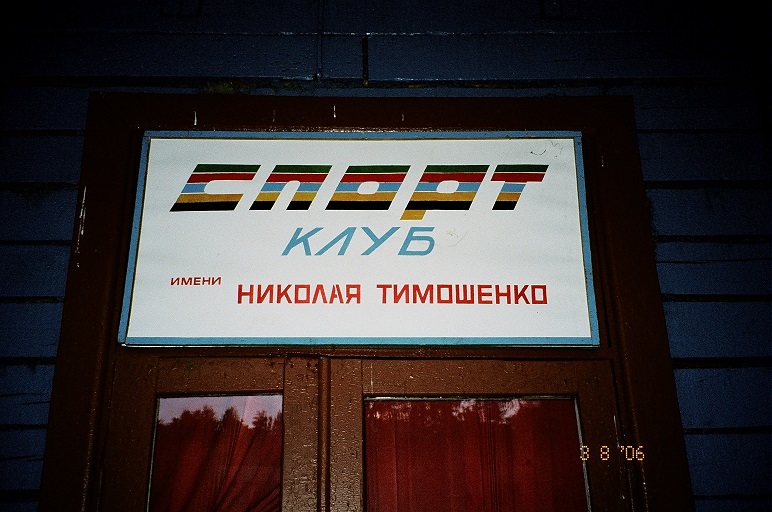 спорт
КЛУБ
ИМЕНИ НИКОЛАЯ ТИМОШЕНКО
3 8 '06